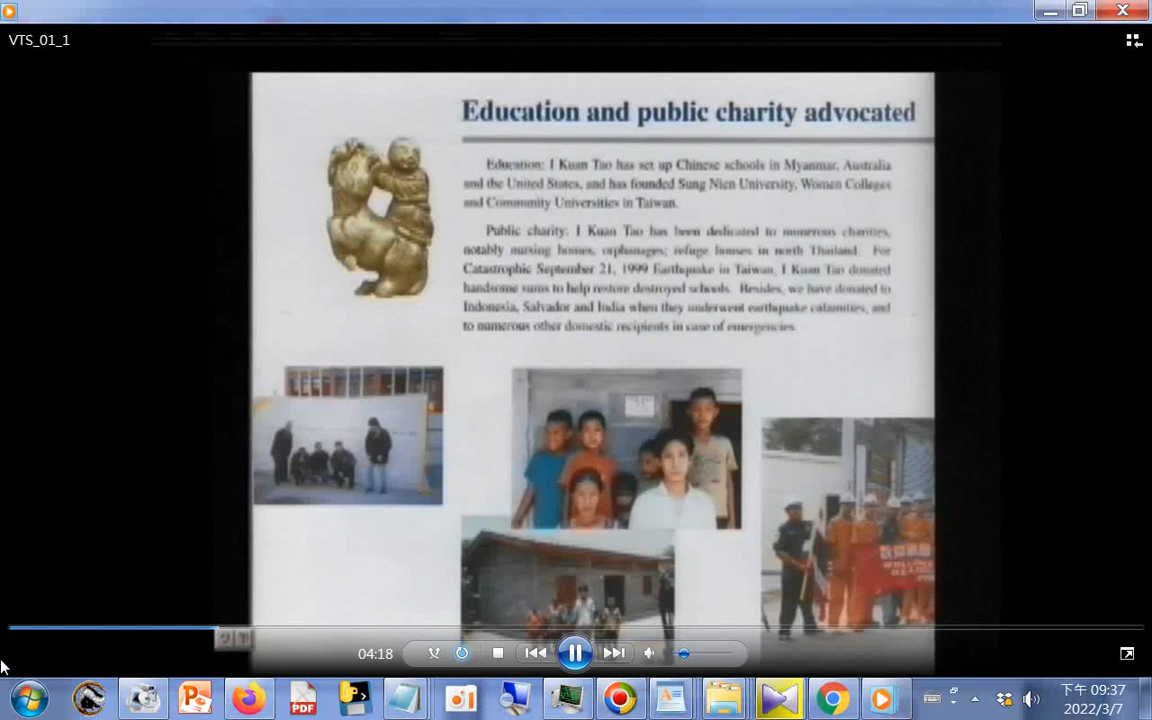 VTS_01_1
Education and public charity advocated
Education: I Kuan Tao has set up Chinese schools in Myanmar, Australia
and the United States, and has founded Sung Nien University, Women Colleges
and Community Universities in Taiwan.
Public charity: I Kuan Tao has been dedicated to numerous charities,
notably nursing homes, orphanages; refuge houses in north Thailand. For
Catastrophic September 21, 1999 Earthquake in Taiwan, I Kuan Tao donated
handsome sums to help restore destroyed schools. Besides, we have donated to
Indonesia, Salvador and India when they underwent earthquake calamities, and
to numerous other domestic recipients in case of emergencies.
04:18
PDF
下午 09:37
2022/3/7